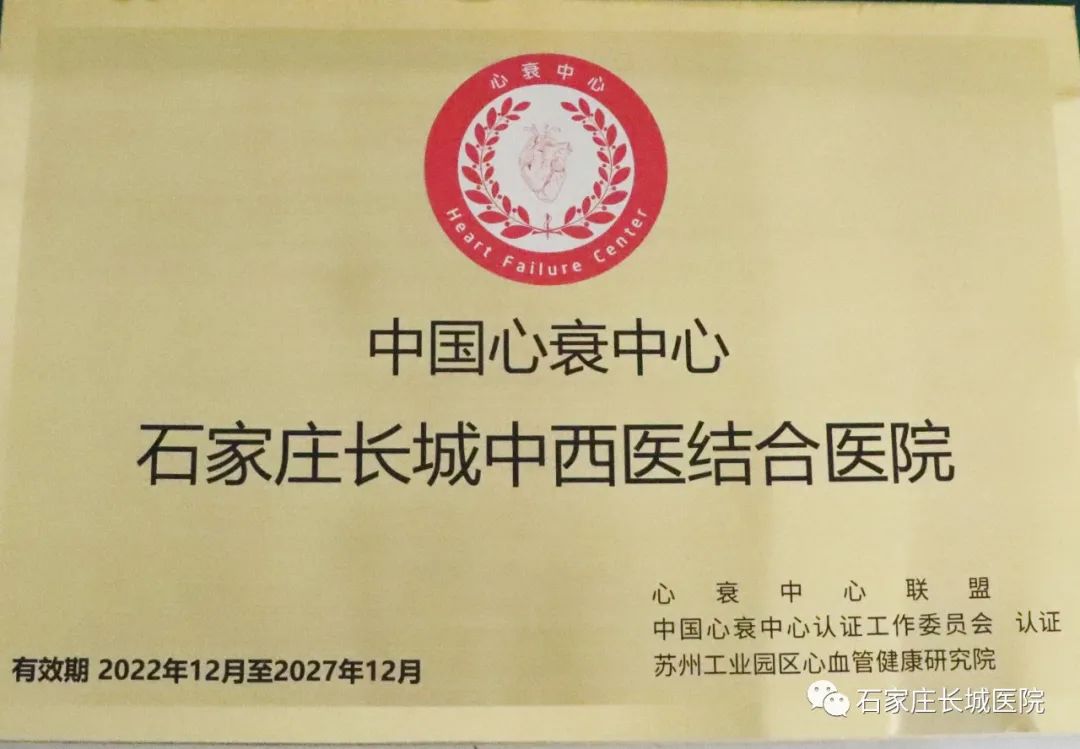 心衰中心
Heart Failure Center
中国心衰中心
石家庄长城中西医结合医院
心衰中心联盟
中国心衰中心认证工作委员会 认证
苏州工业园区心血管健康研究院
有效期 2022年12月至2027年12月
石家庄长城医院